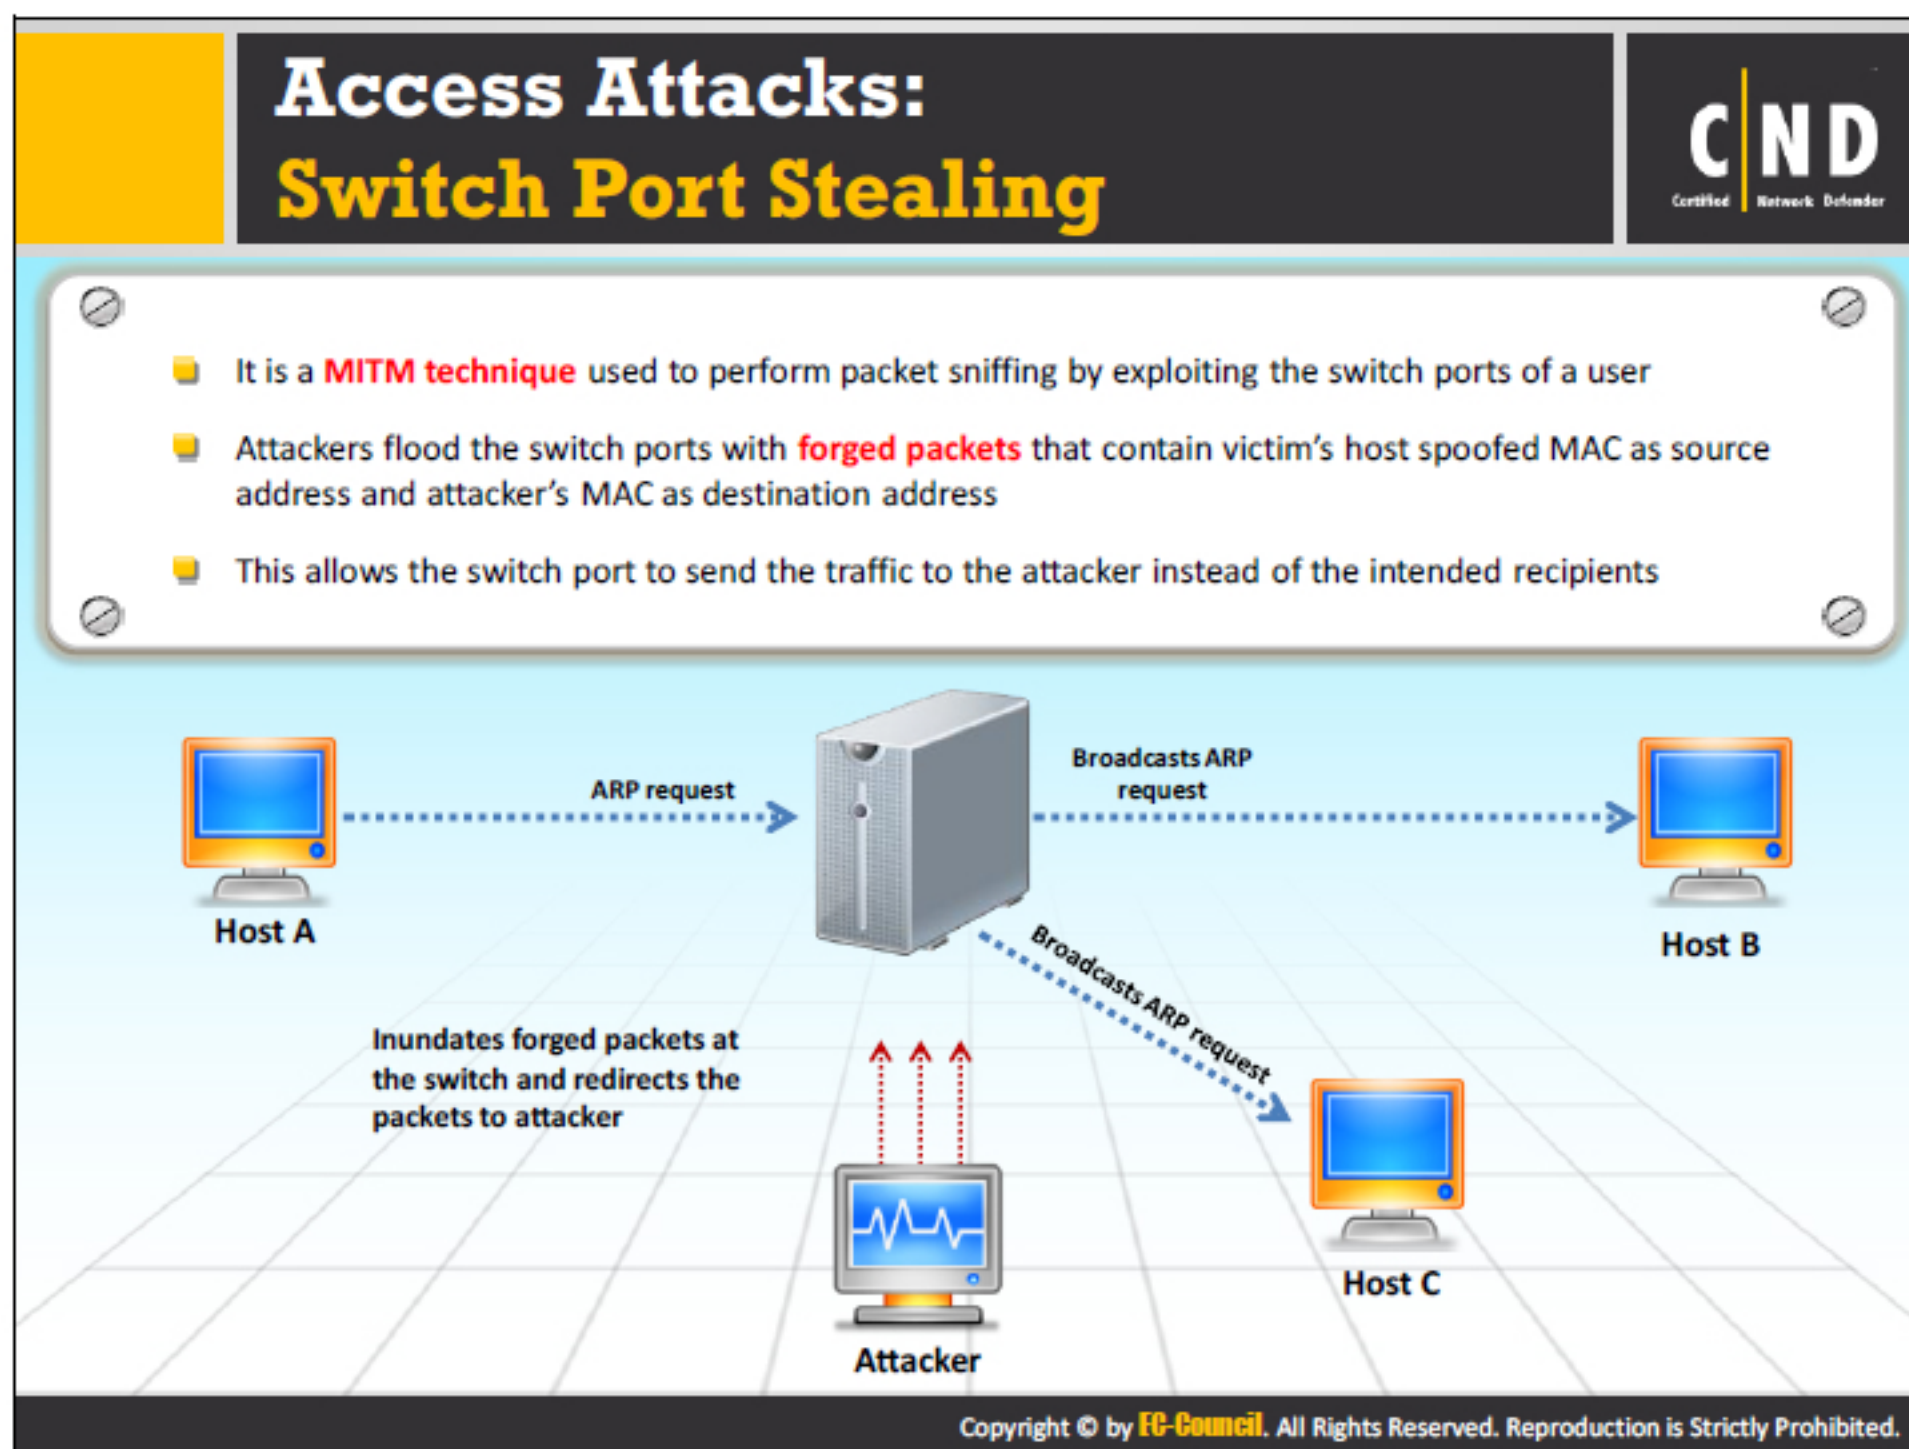 Access Attacks:
Switch Port Stealing
C|ND
Certified Network Defender
It is a MITM technique used to perform packet sniffing by exploiting the switch ports of a user
Attackers flood the switch ports with forged packets that contain victim's host spoofed MAC as source
address and attacker's MAC as destination address
This allows the switch port to send the traffic to the attacker instead of the intended recipients
ARP request
Broadcasts ARP
request
Host A
Host B
Broadcasts ARP request
Inundates forged packets at
the switch and redirects the
packets to attacker
Host C
Attacker
Copyright © by EC-Council. All Rights Reserved. Reproduction is Strictly Prohibited.